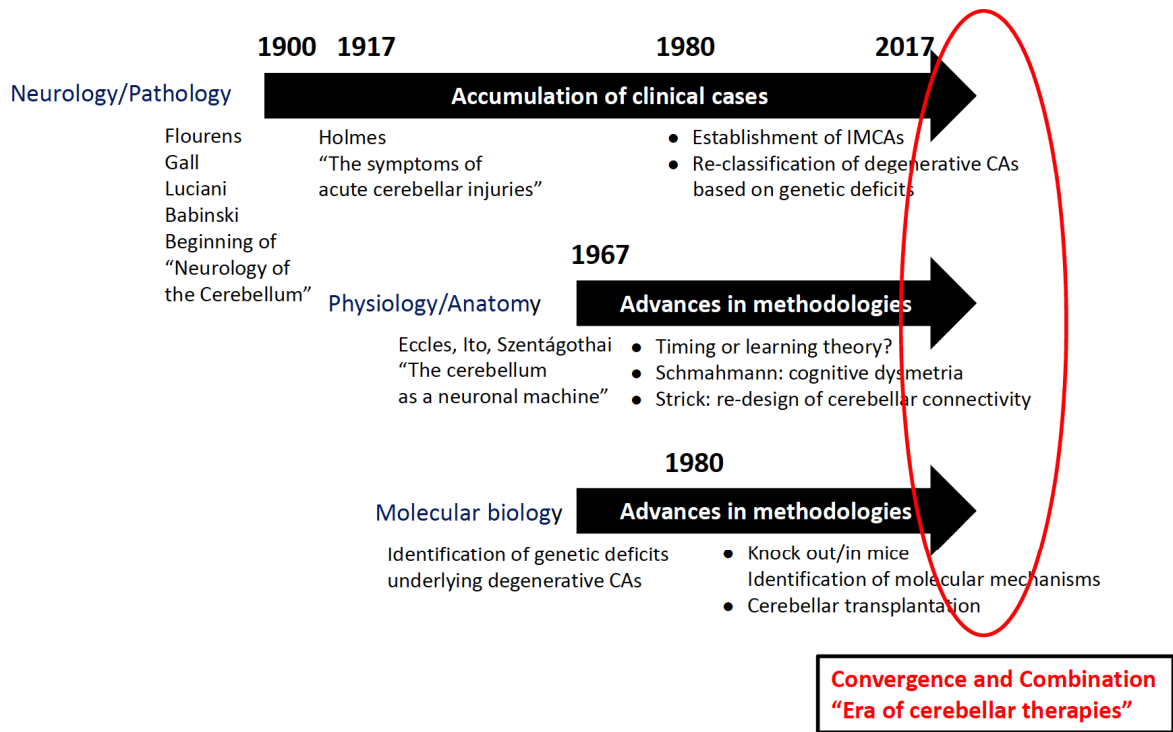 1900 1917 1980 2017
Neurology/Pathology
Accumulation of clinical cases
Flourens
Gall
Luciani
Babinski
Beginning of
“Neurology of
the Cerebellum”
Holmes
“The symptoms of
acute cerebellar injuries”
● Establishment of IMCAs
● Re-classification of degenerative CAs
based on genetic deficits
1967
Physiology/Anatomy
Advances in methodologies
Eccles, Ito, Szentágothai
“The cerebellum
as a neuronal machine”
● Timing or learning theory?
● Schmahmann: cognitive dysmetria
● Strick: re-design of cerebellar connectivity
1980
Molecular biology
Advances in methodologies
Identification of genetic deficits
underlying degenerative CAs
● Knock out/in mice
Identification of molecular mechanisms
● Cerebellar transplantation
Convergence and Combination
“Era of cerebellar therapies”